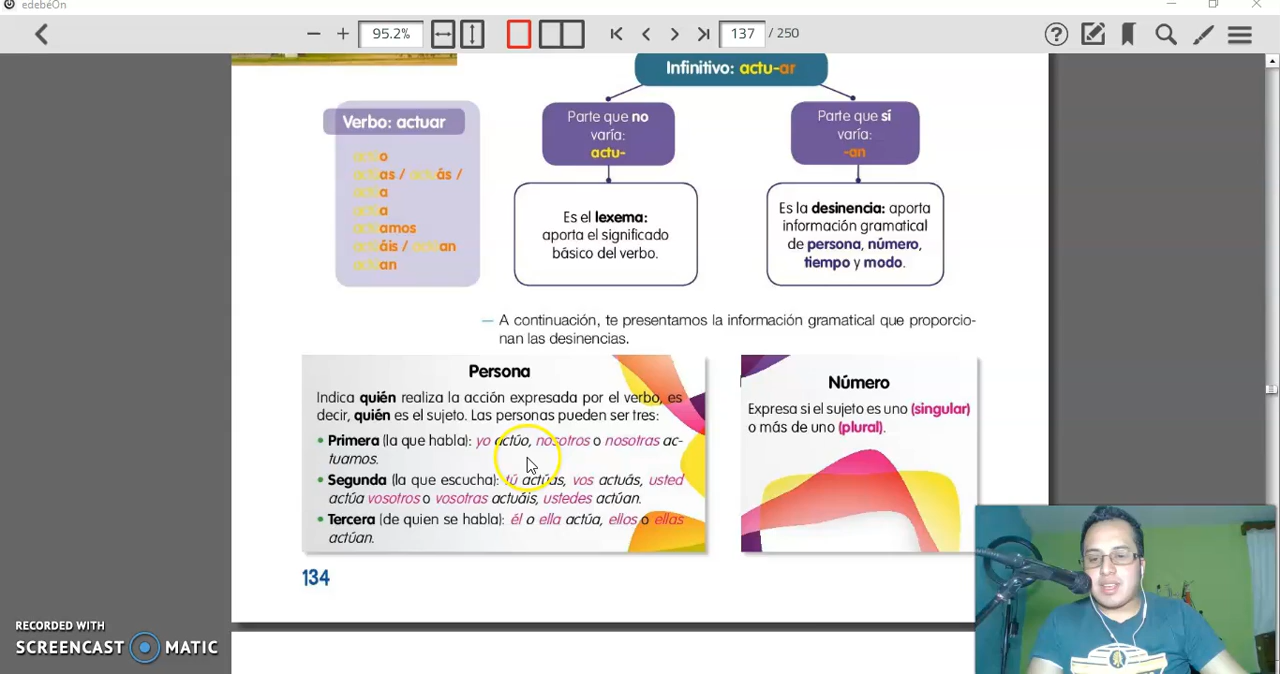 edebéOn
95.2%
137 / 250
Infinitivo: actu-ar
Verbo: actuar
actúo
actúas / actuás /
actúa
actúa
actuamos
actuáis / actúan
actúan
Parte que no
varía:
actu-
Parte que sí
varía:
-an
Es el lexema:
aporta el significado
básico del verbo.
Es la desinencia: aporta
información gramatical
de persona, número,
tiempo y modo.
— A continuación, te presentamos la información gramatical que proporcio-
nan las desinencias.
Persona
Indica quién realiza la acción expresada por el verbo, es
decir, quién es el sujeto. Las personas pueden ser tres:
• Primera (la que habla): yo actúo, nosotros o nosotras ac-
tuamos.
• Segunda (la que escucha): tú actúas, vos actuás, usted
actúa vosotros o vosotras actuáis, ustedes actúan.
• Tercera (de quien se habla): él o ella actúa, ellos o ellas
actúan.
Número
Expresa si el sujeto es uno (singular)
o más de uno (plural).
134
RECORDED WITH
SCREENCAST MATIC